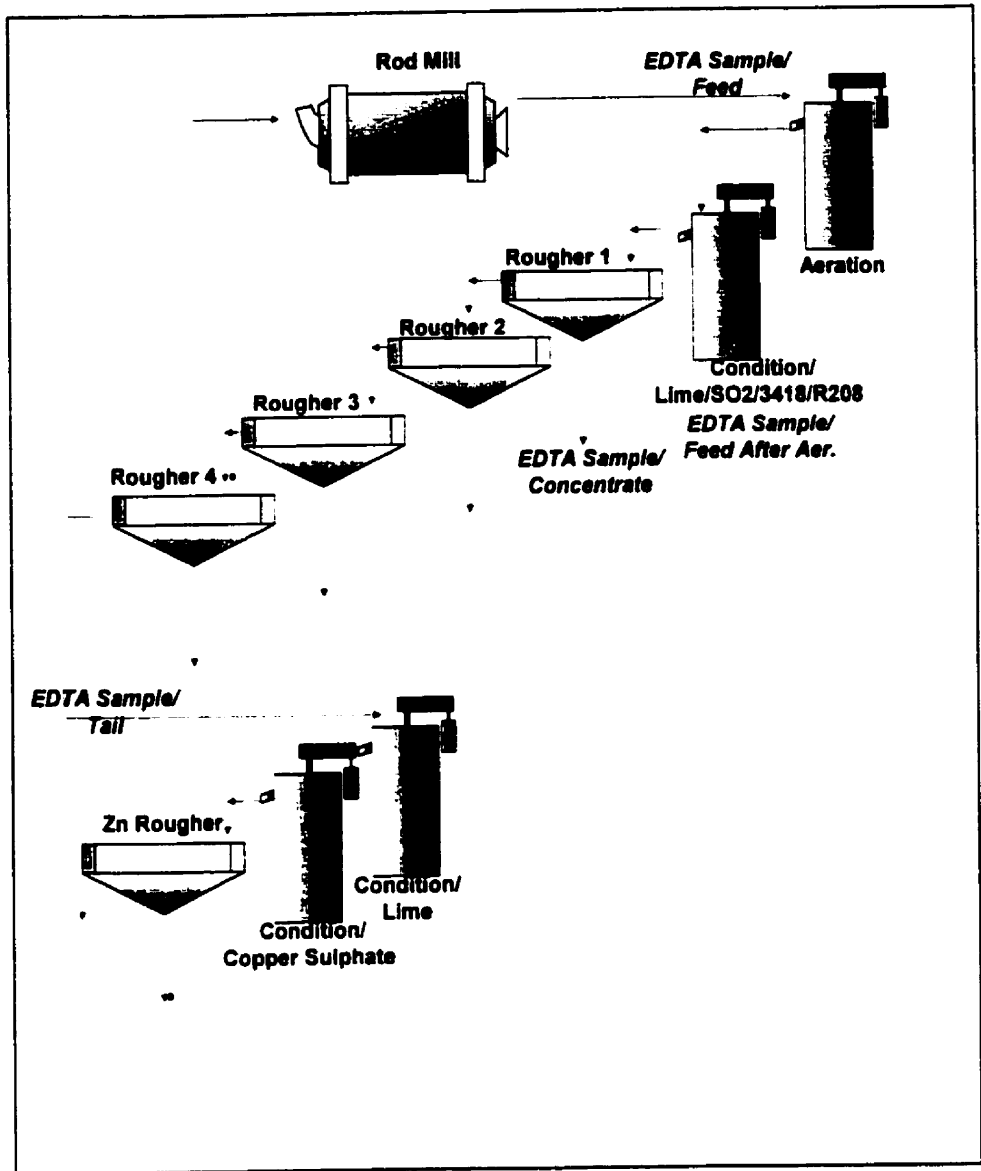 Rod Mill
EDTA Sample/
Feed
Aeration
Rougher 1
Condition/
Lime/SO2/3418/R208
EDTA Sample/
Feed After Aer.
Rougher 2
Rougher 3
EDTA Sample/
Concentrate
Rougher 4
EDTA Sample/
Tail
Zn Rougher
Condition/
Lime
Condition/
Copper Sulphate